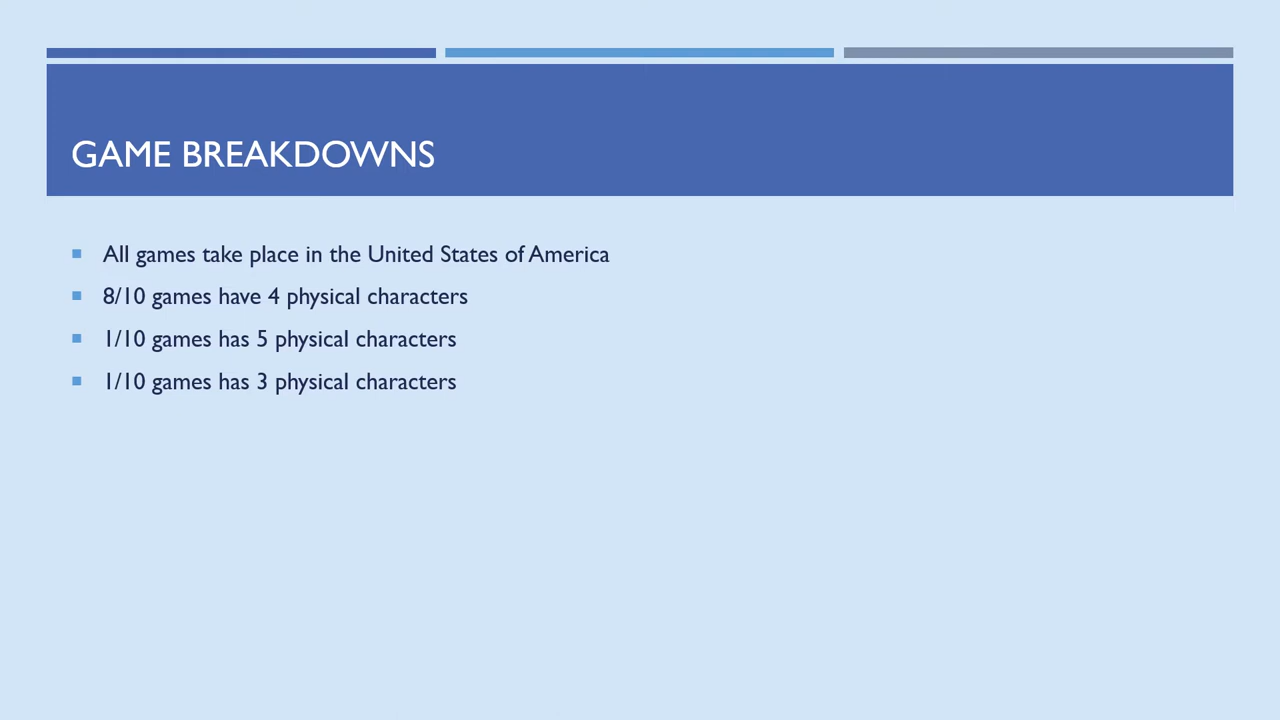 GAME BREAKDOWNS
All games take place in the United States of America
8/10 games have 4 physical characters
1/10 games has 5 physical characters
1/10 games has 3 physical characters